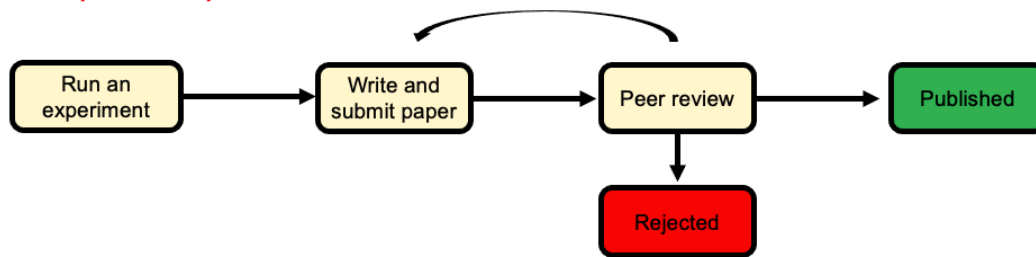 Run an
experiment
Write and
submit paper
Peer review
Published
Rejected